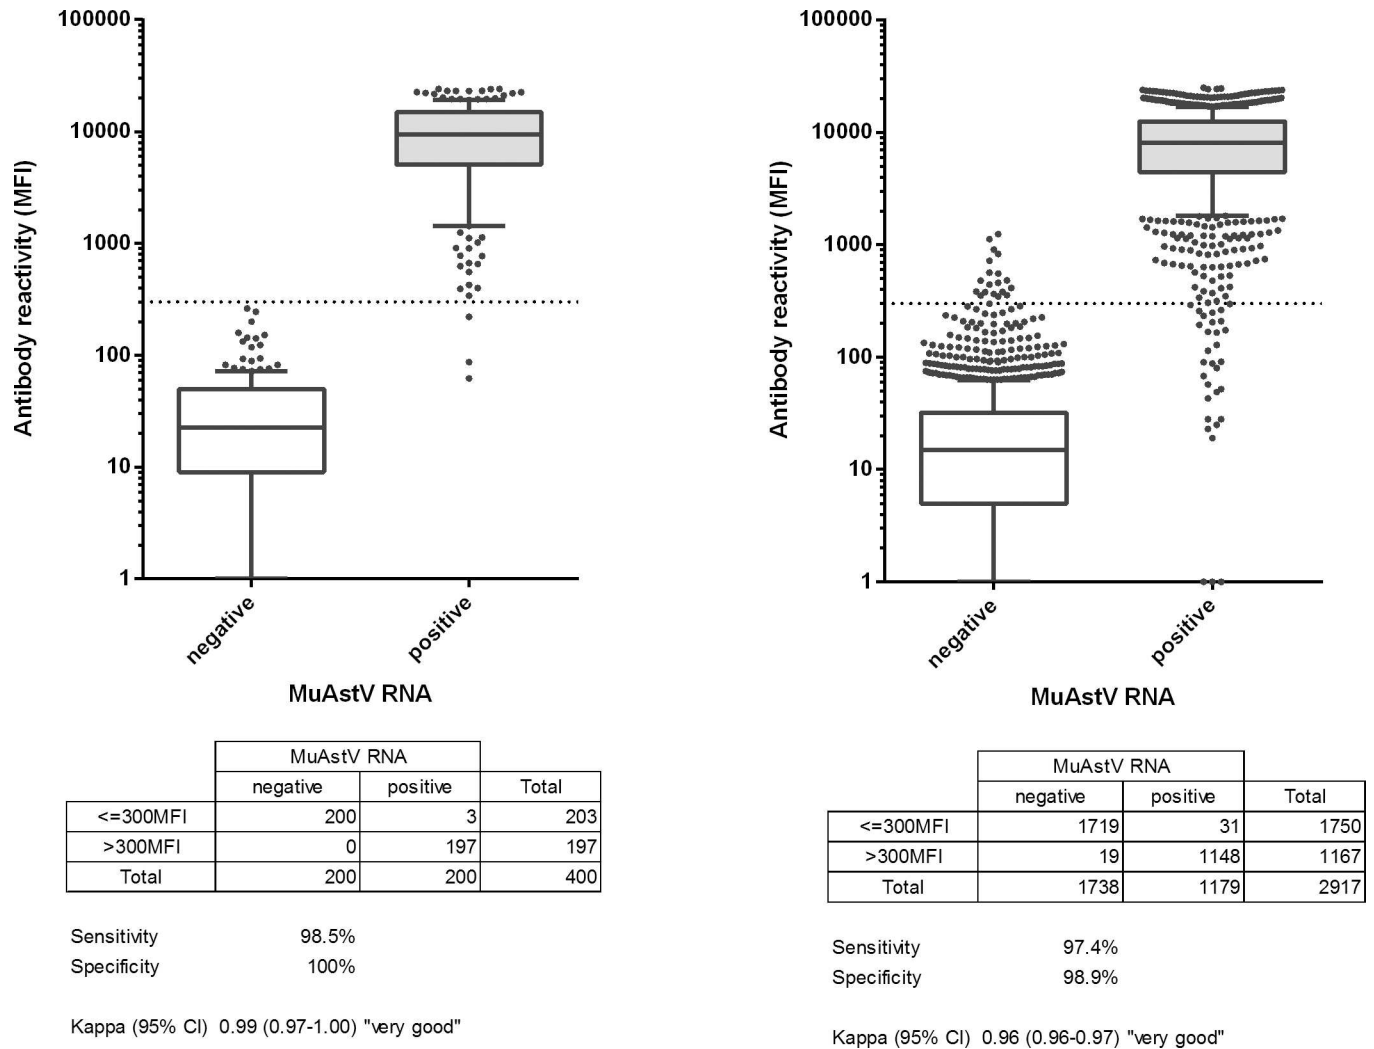 100000
10000
1000
100
10
1
Antibody reactivity (MFI)
negative
positive
MuAstV RNA
MuAstV RNA
negative positive Total
<=300MFI 200 3 203
>300MFI 0 197 197
Total 200 200 400
Sensitivity 98.5%
Specificity 100%
Kappa (95% CI) 0.99 (0.97-1.00) "very good"
100000
10000
1000
100
10
1
Antibody reactivity (MFI)
negative
positive
MuAstV RNA
MuAstV RNA
negative positive Total
<=300MFI 1719 31 1750
>300MFI 19 1148 1167
Total 1738 1179 2917
Sensitivity 97.4%
Specificity 98.9%
Kappa (95% CI) 0.96 (0.96-0.97) "very good"